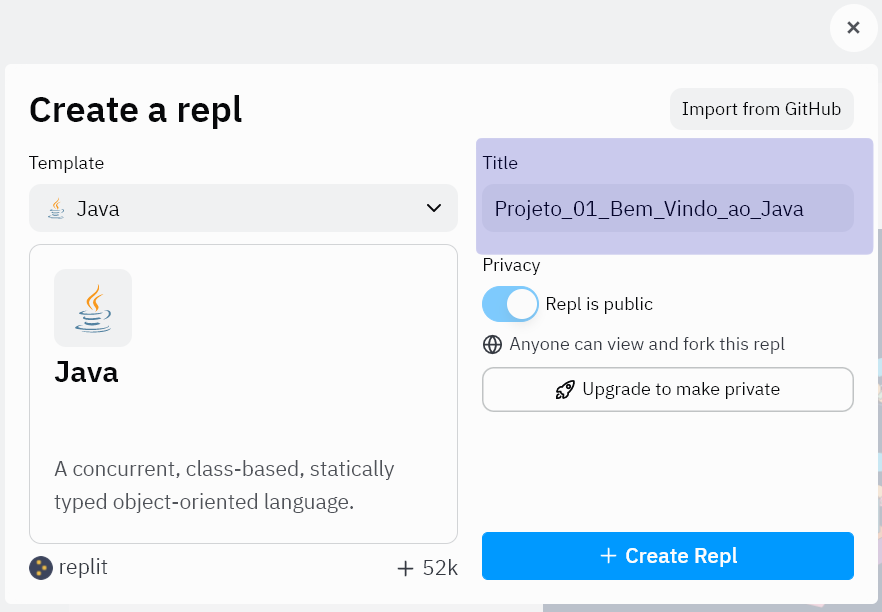 Create a repl
Import from GitHub
Template
Java
Java
A concurrent, class-based, statically
typed object-oriented language.
replit
+ 52k
Title
Projeto_01_Bem_Vindo_ao_Java
Privacy
Repl is public
Anyone can view and fork this repl
Upgrade to make private
+ Create Repl